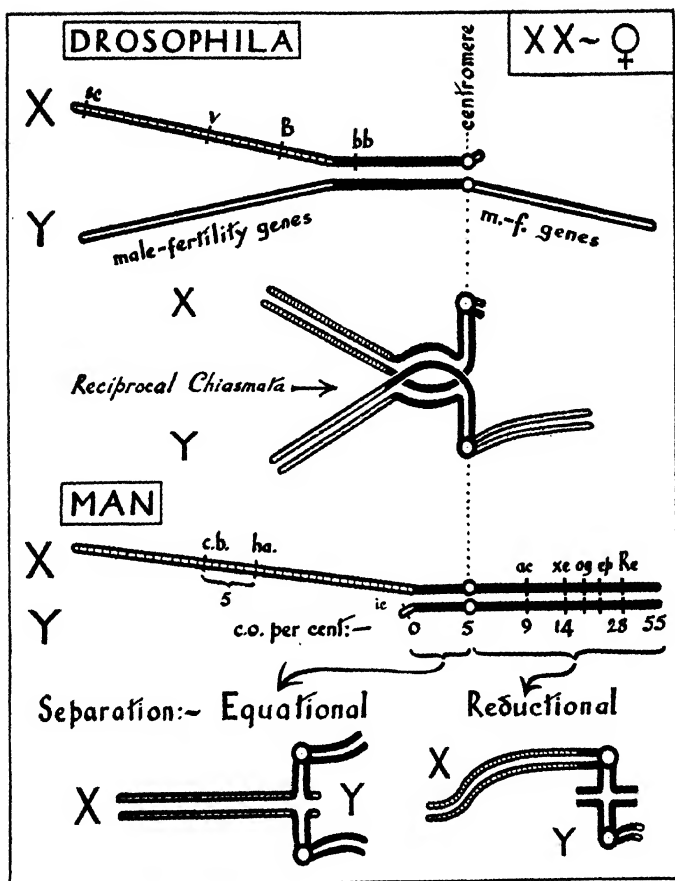 DROSOPHILA
XX~♀
centromere
X
sc
v
B
bb
Y
male-fertility genes
m.-f. genes
X
Reciprocal Chiasmata
Y
MAN
X
c.b.
ha.
5
ac
xe
og
ep
Re
Y
ic
c.o. per cent:—
0
5
9
14
28
55
Separation:~ Equational
Reductional
X
Y
X
Y